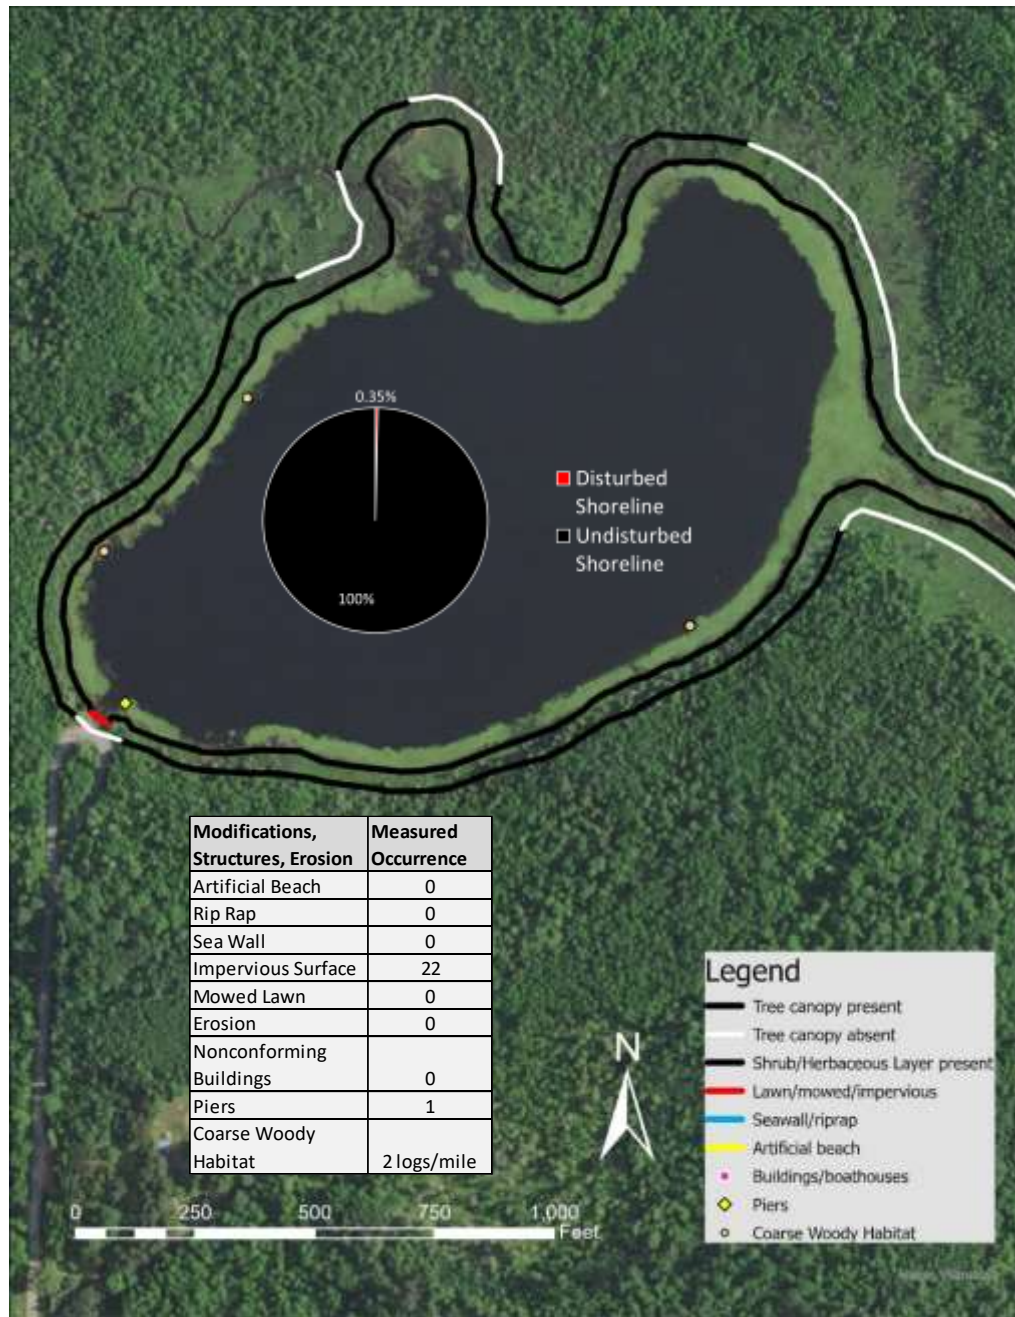 0.35%
100%
Disturbed
Shoreline
Undisturbed
Shoreline
Modifications, Measured
Structures, Erosion Occurrence
Artificial Beach 0
Rip Rap 0
Sea Wall 0
Impervious Surface 22
Mowed Lawn 0
Erosion 0
Nonconforming
Buildings 0
Piers 1
Coarse Woody
Habitat 2 logs/mile
Legend
Tree canopy present
Tree canopy absent
Shrub/Herbaceous Layer present
Lawn/mowed/impervious
Seawall/riprap
Artificial beach
Buildings/boathouses
Piers
Coarse Woody Habitat
N
0 250 500 750 1,000
Feet